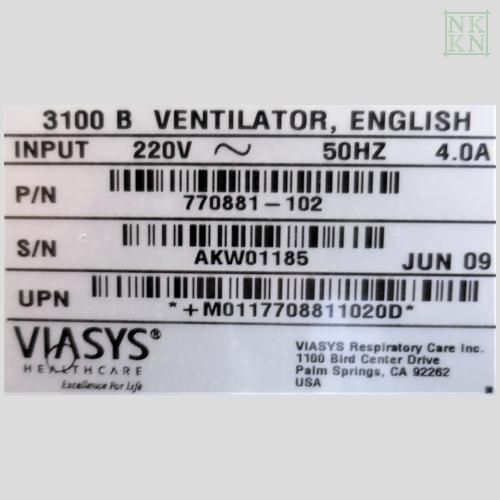 NK
KN
3100 B VENTILATOR, ENGLISH
INPUT 220V ~ 50HZ 4.0A
P/N 770881-102
S/N AKW01185 JUN 09
UPN *+M0117708811020D*
VIASYS®
HEALTHCARE
Excellence For Life
VIASYS Respiratory Care Inc.
1100 Bird Center Drive
Palm Springs, CA 92262
USA